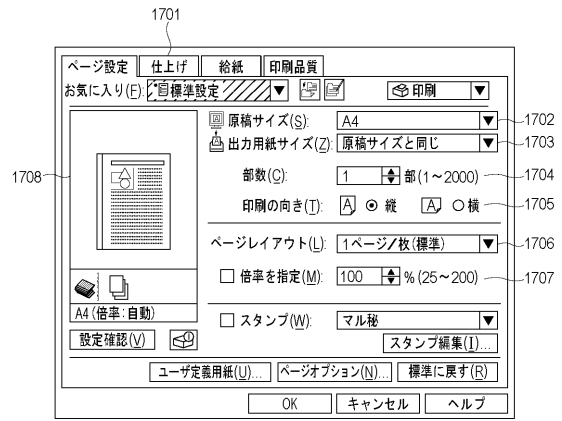 1701
ページ設定 仕上げ 給紙 印刷品質
お気に入り(F): 標準設定 印刷
原稿サイズ(S): A4 1702
出力用紙サイズ(Z): 原稿サイズと同じ 1703
部数(C): 1 部(1~2000) 1704
印刷の向き(T): A 縦 A 横 1705
1708
ページレイアウト(L): 1ページ/枚(標準) 1706
倍率を指定(M): 100 %(25~200) 1707
A4(倍率:自動)
スタンプ(W): マル秘
設定確認(V) スタンプ編集(I)...
ユーザ定義用紙(U)... ページオプション(N)... 標準に戻す(R)
OK キャンセル ヘルプ